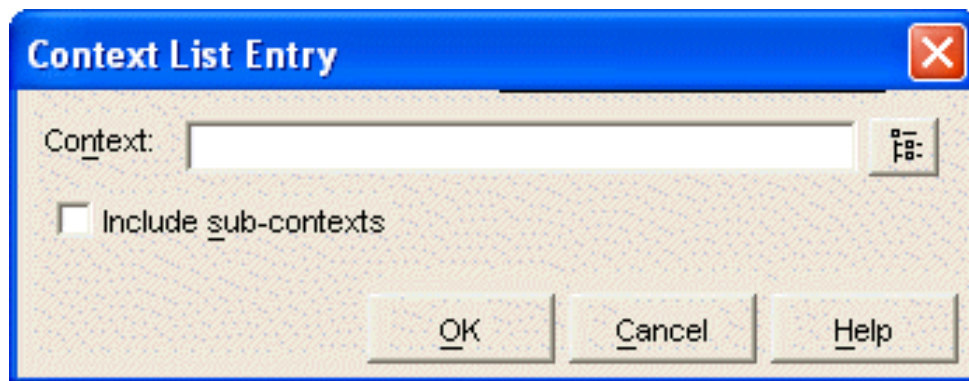 Context List Entry
Context:
Include sub-contexts
OK Cancel Help